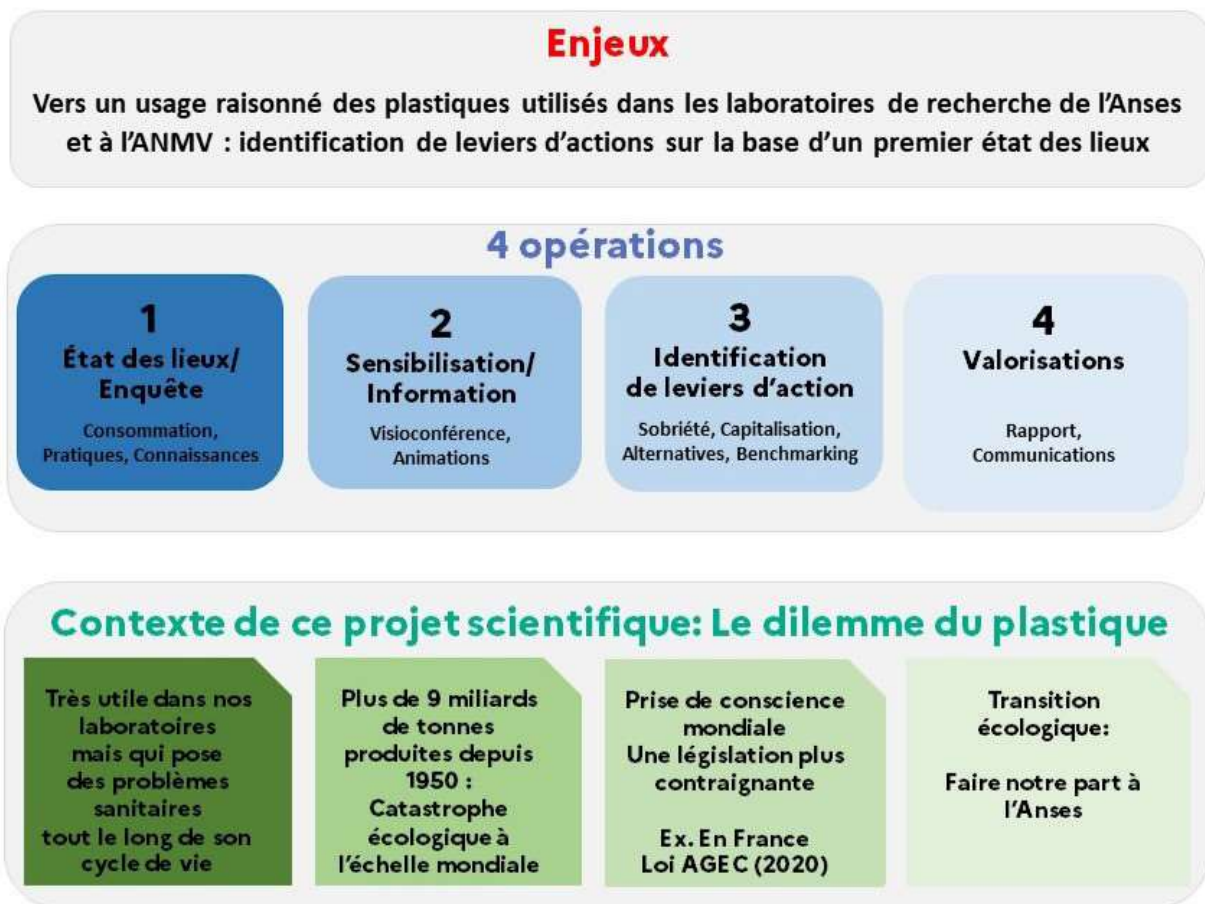 Enjeux
Vers un usage raisonné des plastiques utilisés dans les laboratoires de recherche de l'Anses
et à l'ANMV : identification de leviers d'actions sur la base d'un premier état des lieux
4 opérations
1
État des lieux/
Enquête
Consommation,
Pratiques, Connaissances
2
Sensibilisation/
Information
Visioconférence,
Animations
3
Identification
de leviers d'action
Sobriété, Capitalisation,
Alternatives, Benchmarking
4
Valorisations
Rapport,
Communications
Contexte de ce projet scientifique: Le dilemme du plastique
Très utile dans nos
laboratoires
mais qui pose
des problèmes
sanitaires
tout le long de son
cycle de vie
Plus de 9 miliards
de tonnes
produites depuis
1950 :
Catastrophe
écologique à
l'échelle mondiale
Prise de conscience
mondiale
Une législation plus
contraignante
Ex. En France
Loi AGEC (2020)
Transition
écologique:
Faire notre part à
l'Anses